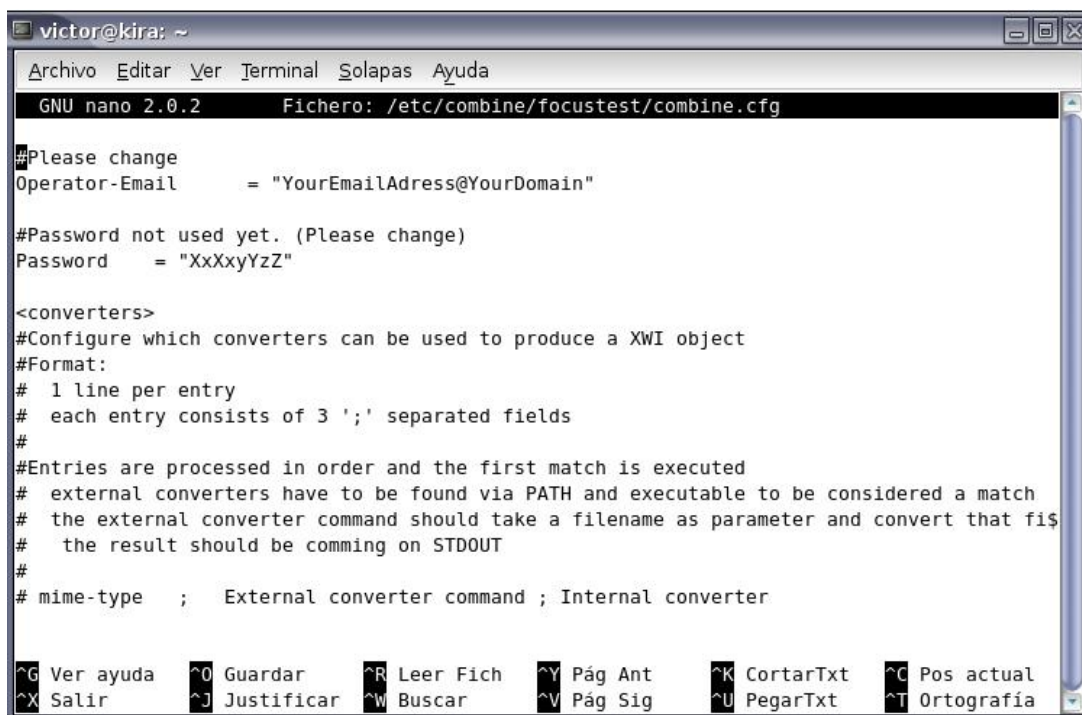 victor@kira: ~
Archivo Editar Ver Terminal Solapas Ayuda
GNU nano 2.0.2 Fichero: /etc/combine/focustest/combine.cfg
#Please change
Operator-Email = "YourEmailAdress@YourDomain"
#Password not used yet. (Please change)
Password = "XxXxyYzZ"
<converters>
#Configure which converters can be used to produce a XWI object
#Format:
# 1 line per entry
# each entry consists of 3 ';' separated fields
#
#Entries are processed in order and the first match is executed
# external converters have to be found via PATH and executable to be considered a match
# the external converter command should take a filename as parameter and convert that fi$
# the result should be comming on STDOUT
#
# mime-type ; External converter command ; Internal converter
^G Ver ayuda ^O Guardar ^R Leer Fich ^Y Pág Ant ^K CortarTxt ^C Pos actual
^X Salir ^J Justificar ^W Buscar ^V Pág Sig ^U PegarTxt ^T Ortografía